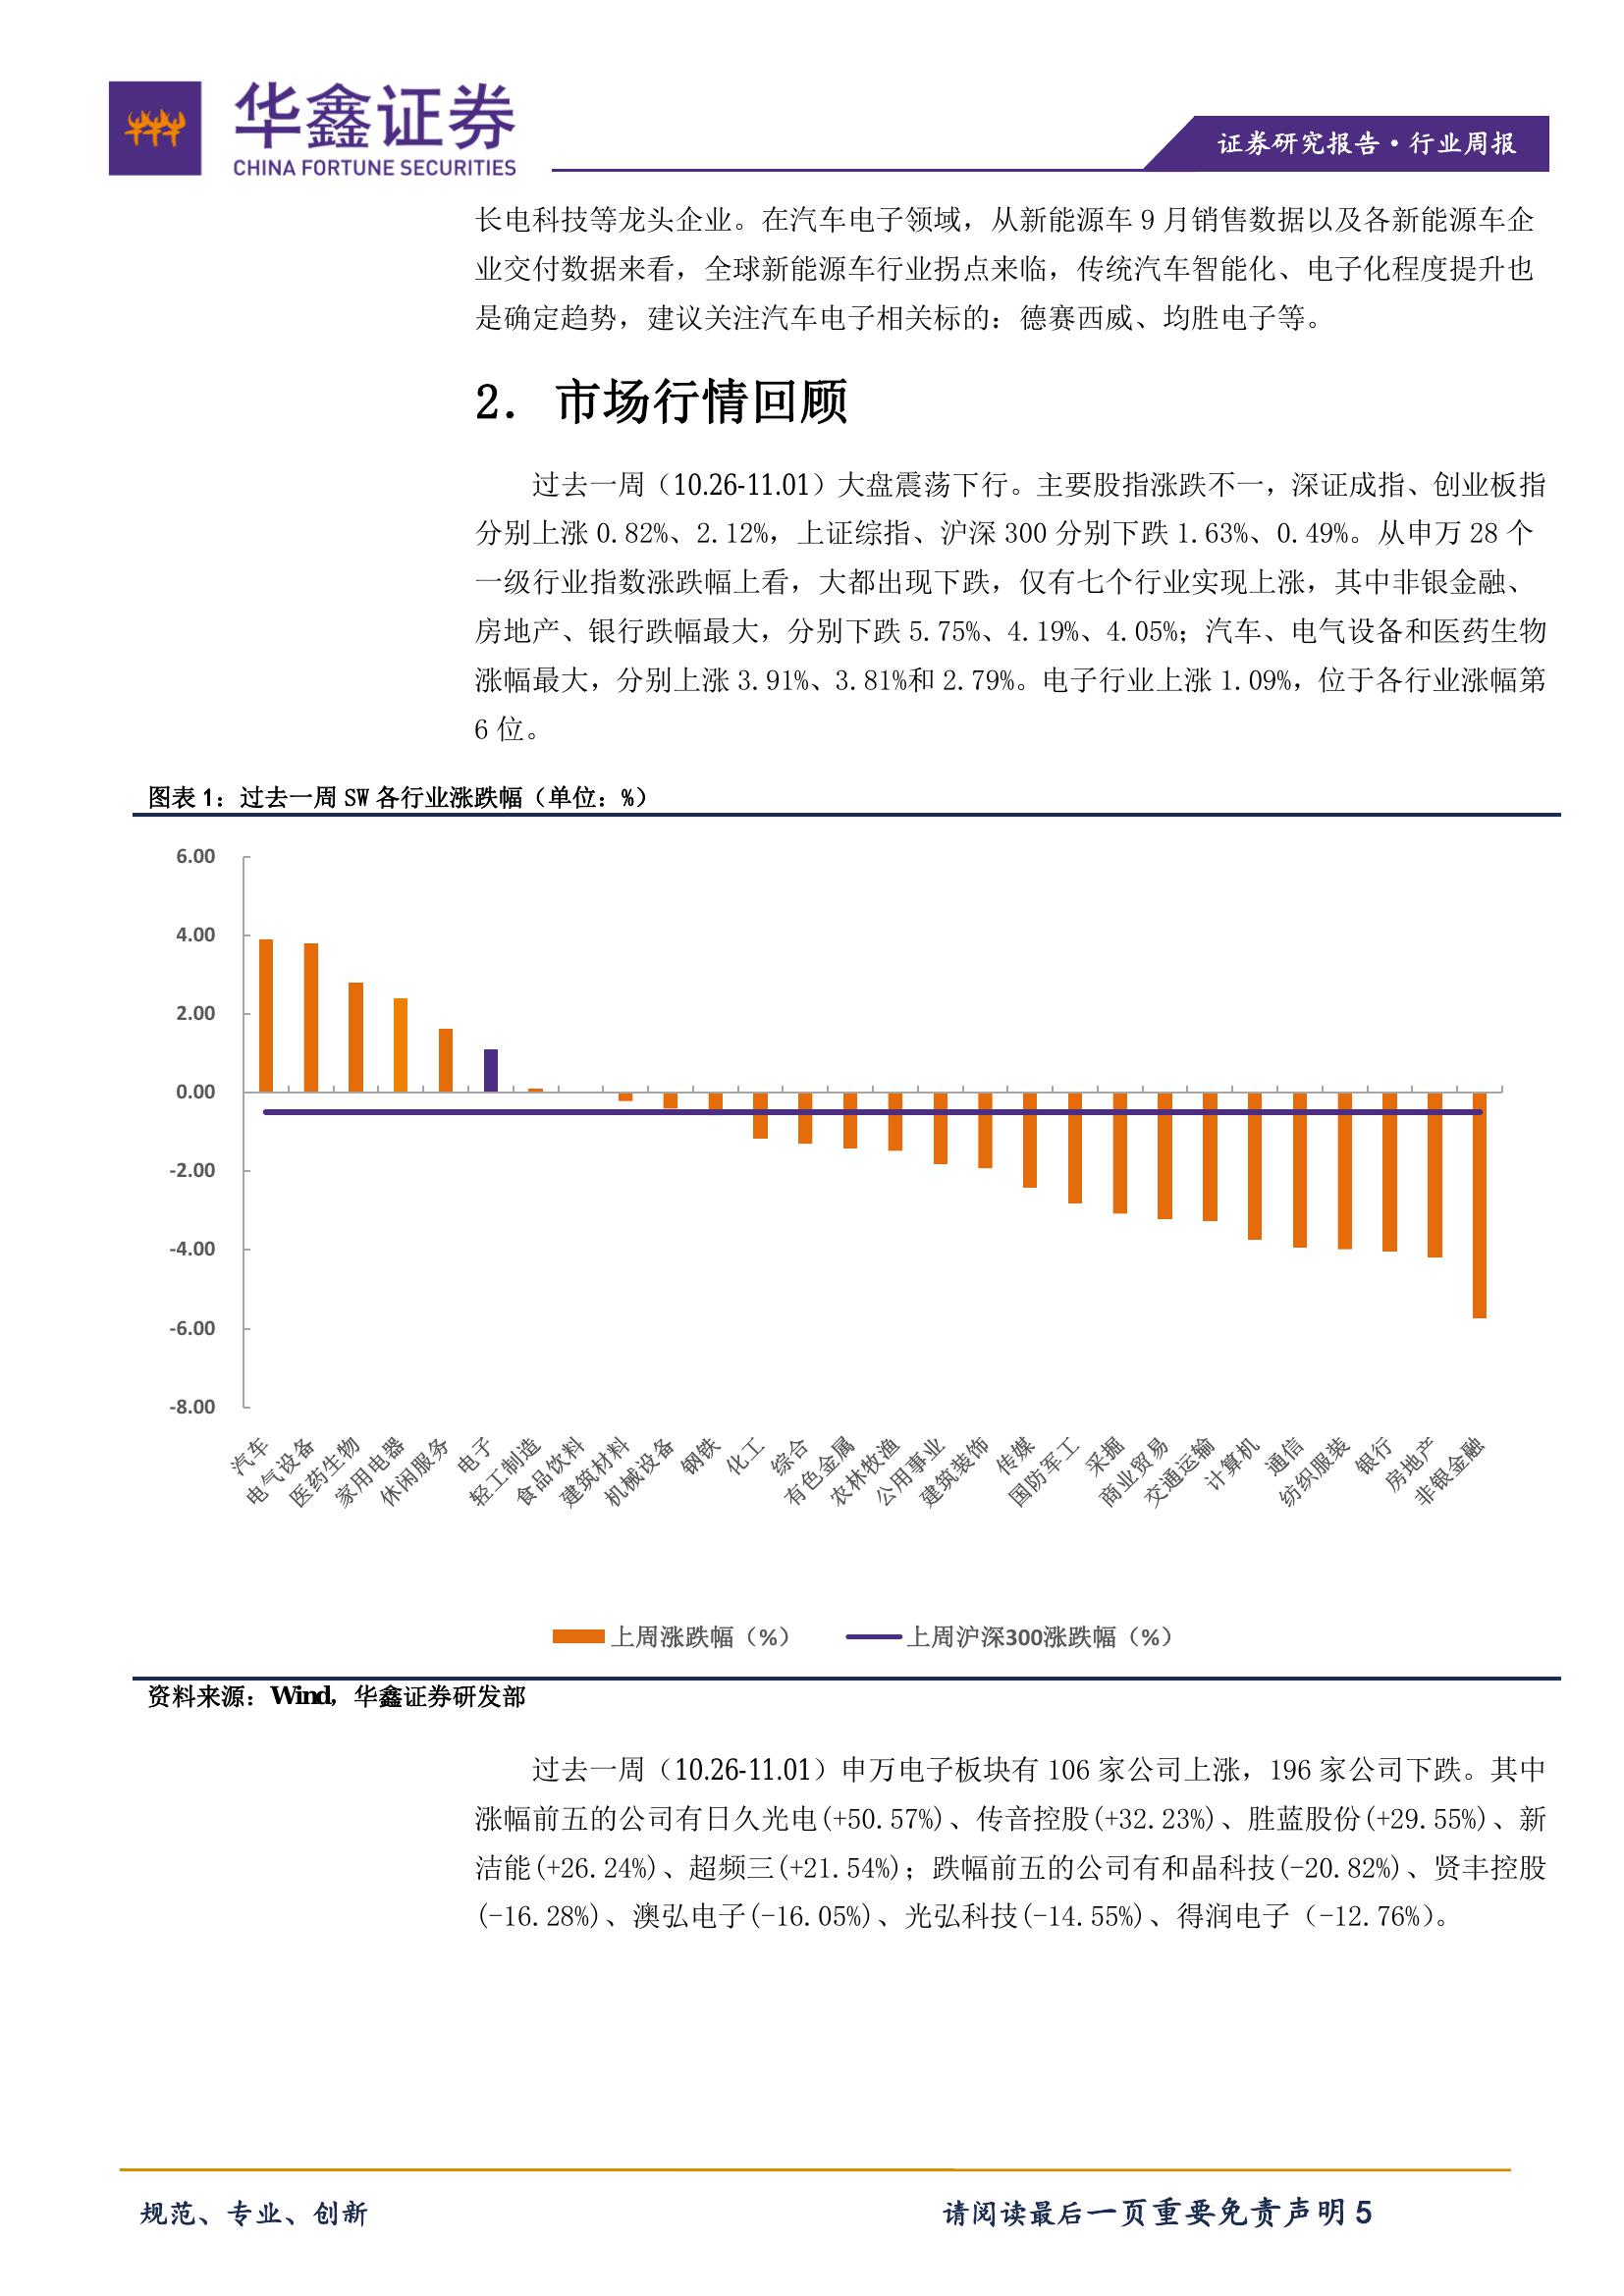 华鑫证券
CHINA FORTUNE SECURITIES
证券研究报告·行业周报
长电科技等龙头企业。在汽车电子领域，从新能源车 9 月销售数据以及各新能源车企
业交付数据来看，全球新能源车行业拐点来临，传统汽车智能化、电子化程度提升也
是确定趋势，建议关注汽车电子相关标的：德赛西威、均胜电子等。
2. 市场行情回顾
过去一周（10.26-11.01）大盘震荡下行。主要股指涨跌不一，深证成指、创业板指
分别上涨 0.82%、2.12%，上证综指、沪深 300 分别下跌 1.63%、0.49%。从申万 28 个
一级行业指数涨跌幅上看，大都出现下跌，仅有七个行业实现上涨，其中非银金融、
房地产、银行跌幅最大，分别下跌 5.75%、4.19%、4.05%；汽车、电气设备和医药生物
涨幅最大，分别上涨 3.91%、3.81%和 2.79%。电子行业上涨 1.09%，位于各行业涨幅第
6 位。
图表 1：过去一周 SW 各行业涨跌幅（单位：%）
6.00
4.00
2.00
0.00
-2.00
-4.00
-6.00
-8.00
汽车
电气设备
医药生物
家用电器
休闲服务
电子
轻工制造
食品饮料
建筑材料
机械设备
钢铁
化工
综合
有色金属
农林牧渔
公用事业
建筑装饰
传媒
国防军工
采掘
商业贸易
交通运输
计算机
通信
纺织服装
银行
房地产
非银金融
上周涨跌幅（%）
上周沪深300涨跌幅（%）
资料来源：Wind，华鑫证券研发部
过去一周（10.26-11.01）申万电子板块有 106 家公司上涨，196 家公司下跌。其中
涨幅前五的公司有日久光电(+50.57%)、传音控股(+32.23%)、胜蓝股份(+29.55%)、新
洁能(+26.24%)、超频三(+21.54%)；跌幅前五的公司有和晶科技(-20.82%)、贤丰控股
(-16.28%)、澳弘电子(-16.05%)、光弘科技(-14.55%)、得润电子（-12.76%）。
规范、专业、创新
请阅读最后一页重要免责声明 5